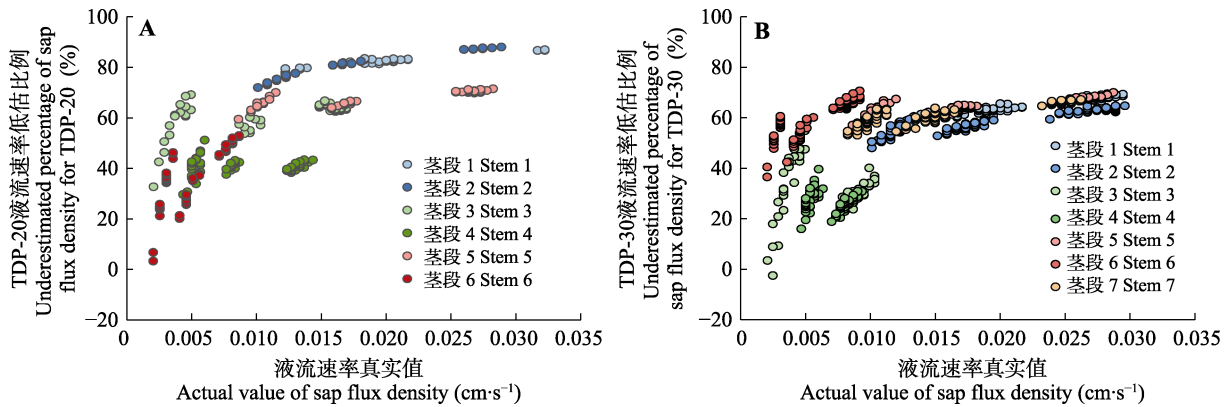 TDP-20液流速率低估比例
Underestimated percentage of sap
flux density for TDP-20 (%)
100
80
60
40
20
0
−20
A
茎段 1 Stem 1
茎段 2 Stem 2
茎段 3 Stem 3
茎段 4 Stem 4
茎段 5 Stem 5
茎段 6 Stem 6
0 0.005 0.010 0.015 0.020 0.025 0.030 0.035
液流速率真实值
Actual value of sap flux density (cm·s⁻¹)
TDP-30液流速率低估比例
Underestimated percentage of
sap flux density for TDP-30 (%)
100
80
60
40
20
0
−20
B
茎段 1 Stem 1
茎段 2 Stem 2
茎段 3 Stem 3
茎段 4 Stem 4
茎段 5 Stem 5
茎段 6 Stem 6
茎段 7 Stem 7
0 0.005 0.010 0.015 0.020 0.025 0.030 0.035
液流速率真实值
Actual value of sap flux density (cm·s⁻¹)